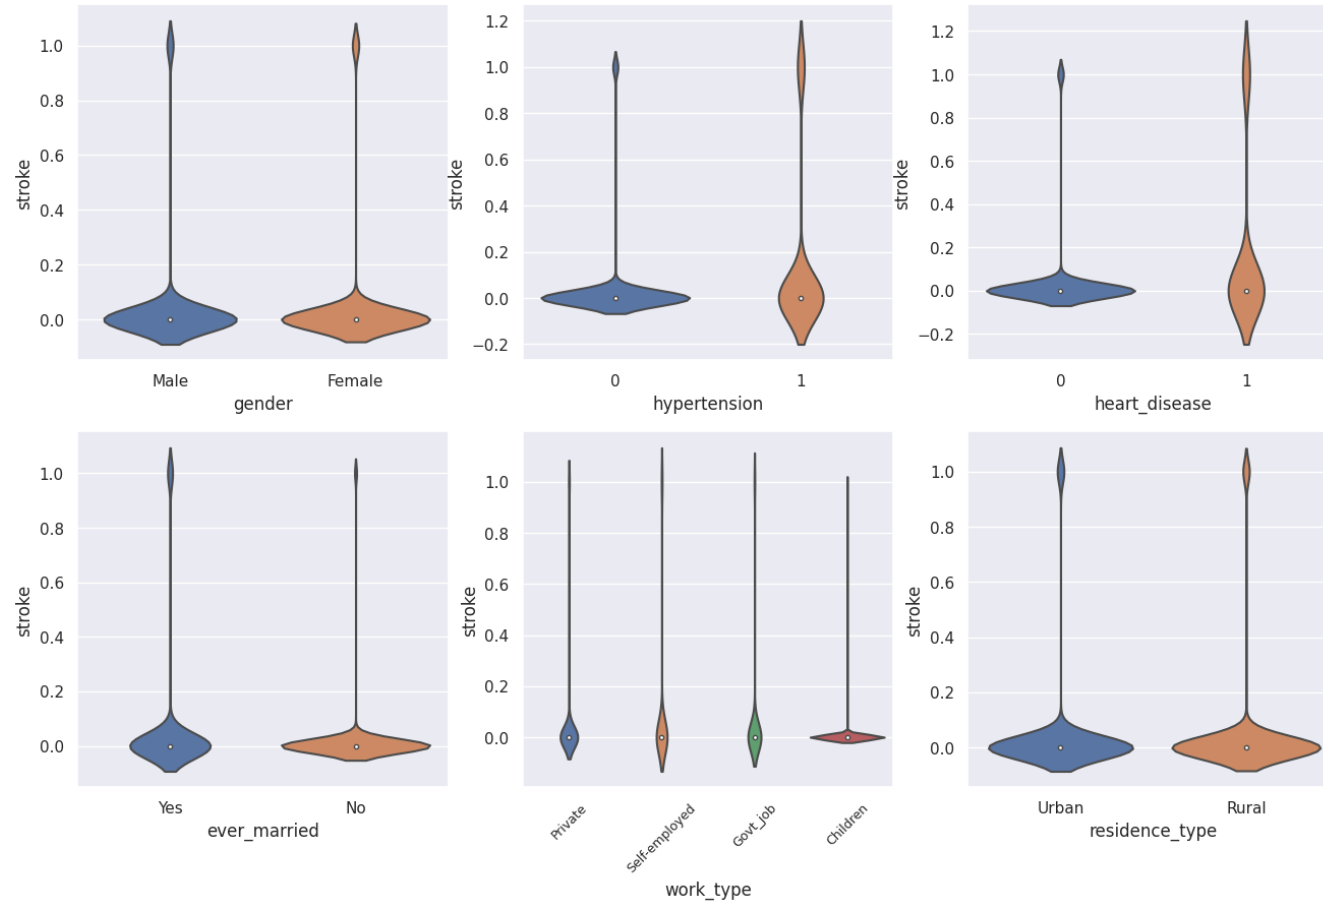 stroke
1.0
0.8
0.6
0.4
0.2
0.0
Male Female
gender
stroke
1.2
1.0
0.8
0.6
0.4
0.2
0.0
−0.2
0 1
hypertension
stroke
1.2
1.0
0.8
0.6
0.4
0.2
0.0
−0.2
0 1
heart_disease
stroke
1.0
0.8
0.6
0.4
0.2
0.0
Yes No
ever_married
stroke
1.0
0.8
0.6
0.4
0.2
0.0
Private Self-employed Govt_job Children
work_type
stroke
1.0
0.8
0.6
0.4
0.2
0.0
Urban Rural
residence_type